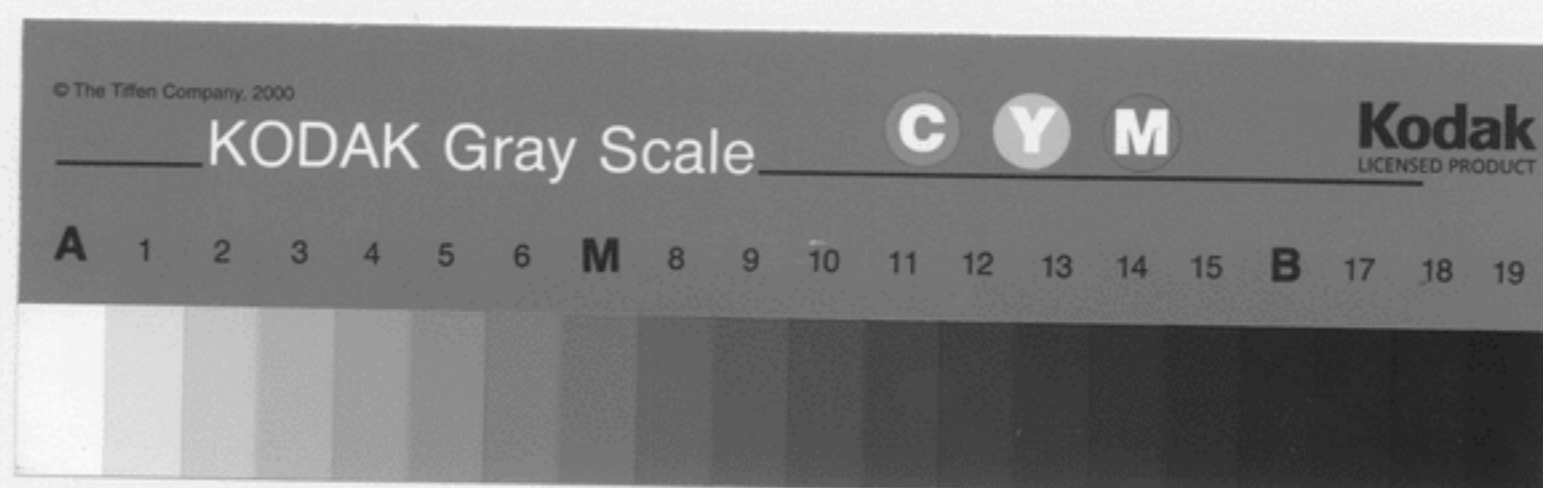 © The Tiffen Company, 2000
KODAK Gray Scale
C Y M
Kodak
LICENSED PRODUCT
A 1 2 3 4 5 6 M 8 9 10 11 12 13 14 15 B 17 18 19